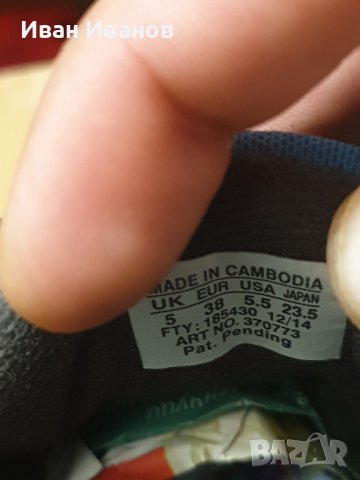 Иван Иванов
MADE IN CAMBODIA
UK EUR USA JAPAN
5 38 5.5 23.5
FTY: 185430 12/14
ART NO. 370773
Pat. Pending
BAZAR